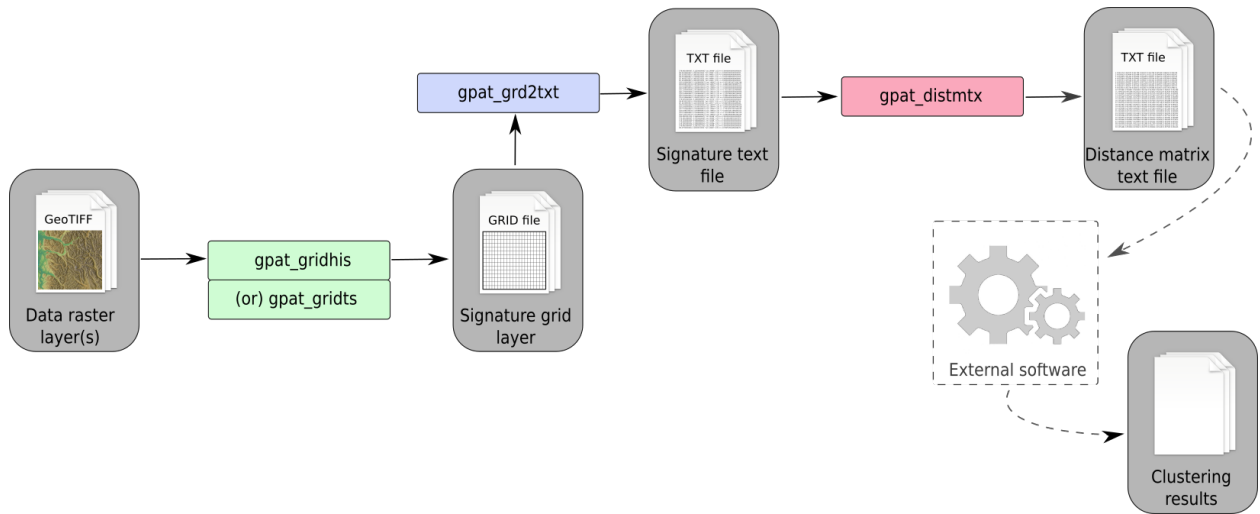 GeoTIFF
Data raster
layer(s)
gpat_gridhis
(or) gpat_gridts
GRID file
Signature grid
layer
gpat_grd2txt
TXT file
Signature text
file
gpat_distmtx
TXT file
Distance matrix
text file
External software
Clustering
results